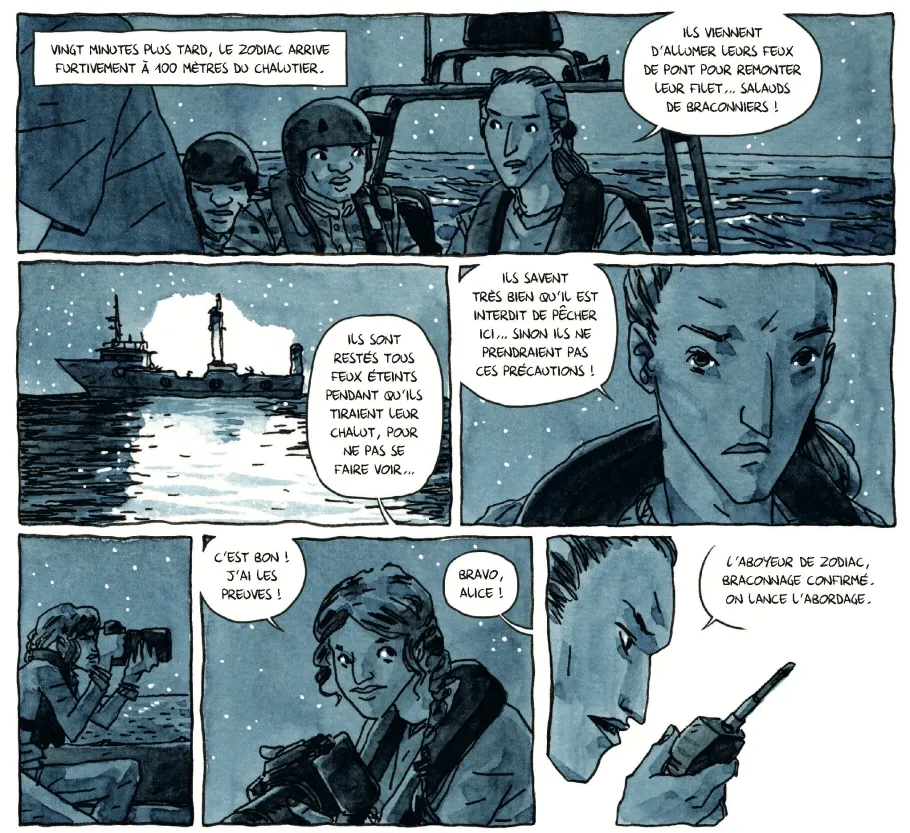 VINGT MINUTES PLUS TARD, LE ZODIAC ARRIVE
FURTIVEMENT À 100 MÈTRES DU CHALUTIER.
ILS VIENNENT
D'ALLUMER LEURS FEUX
DE PONT POUR REMONTER
LEUR FILET... SALAUDS
DE BRACONNIERS !
ILS SONT
RESTÉS TOUS
FEUX ÉTEINTS
PENDANT QU'ILS
TIRAIENT LEUR
CHALUT, POUR
NE PAS SE
FAIRE VOIR...
ILS SAVENT
TRÈS BIEN QU'IL EST
INTERDIT DE PÊCHER
ICI... SINON ILS NE
PRENDRAIENT PAS
CES PRÉCAUTIONS !
C'EST BON !
J'AI LES
PREUVES !
BRAVO,
ALICE !
L'ABOYEUR DE ZODIAC,
BRACONNAGE CONFIRMÉ.
ON LANCE L'ABORDAGE.